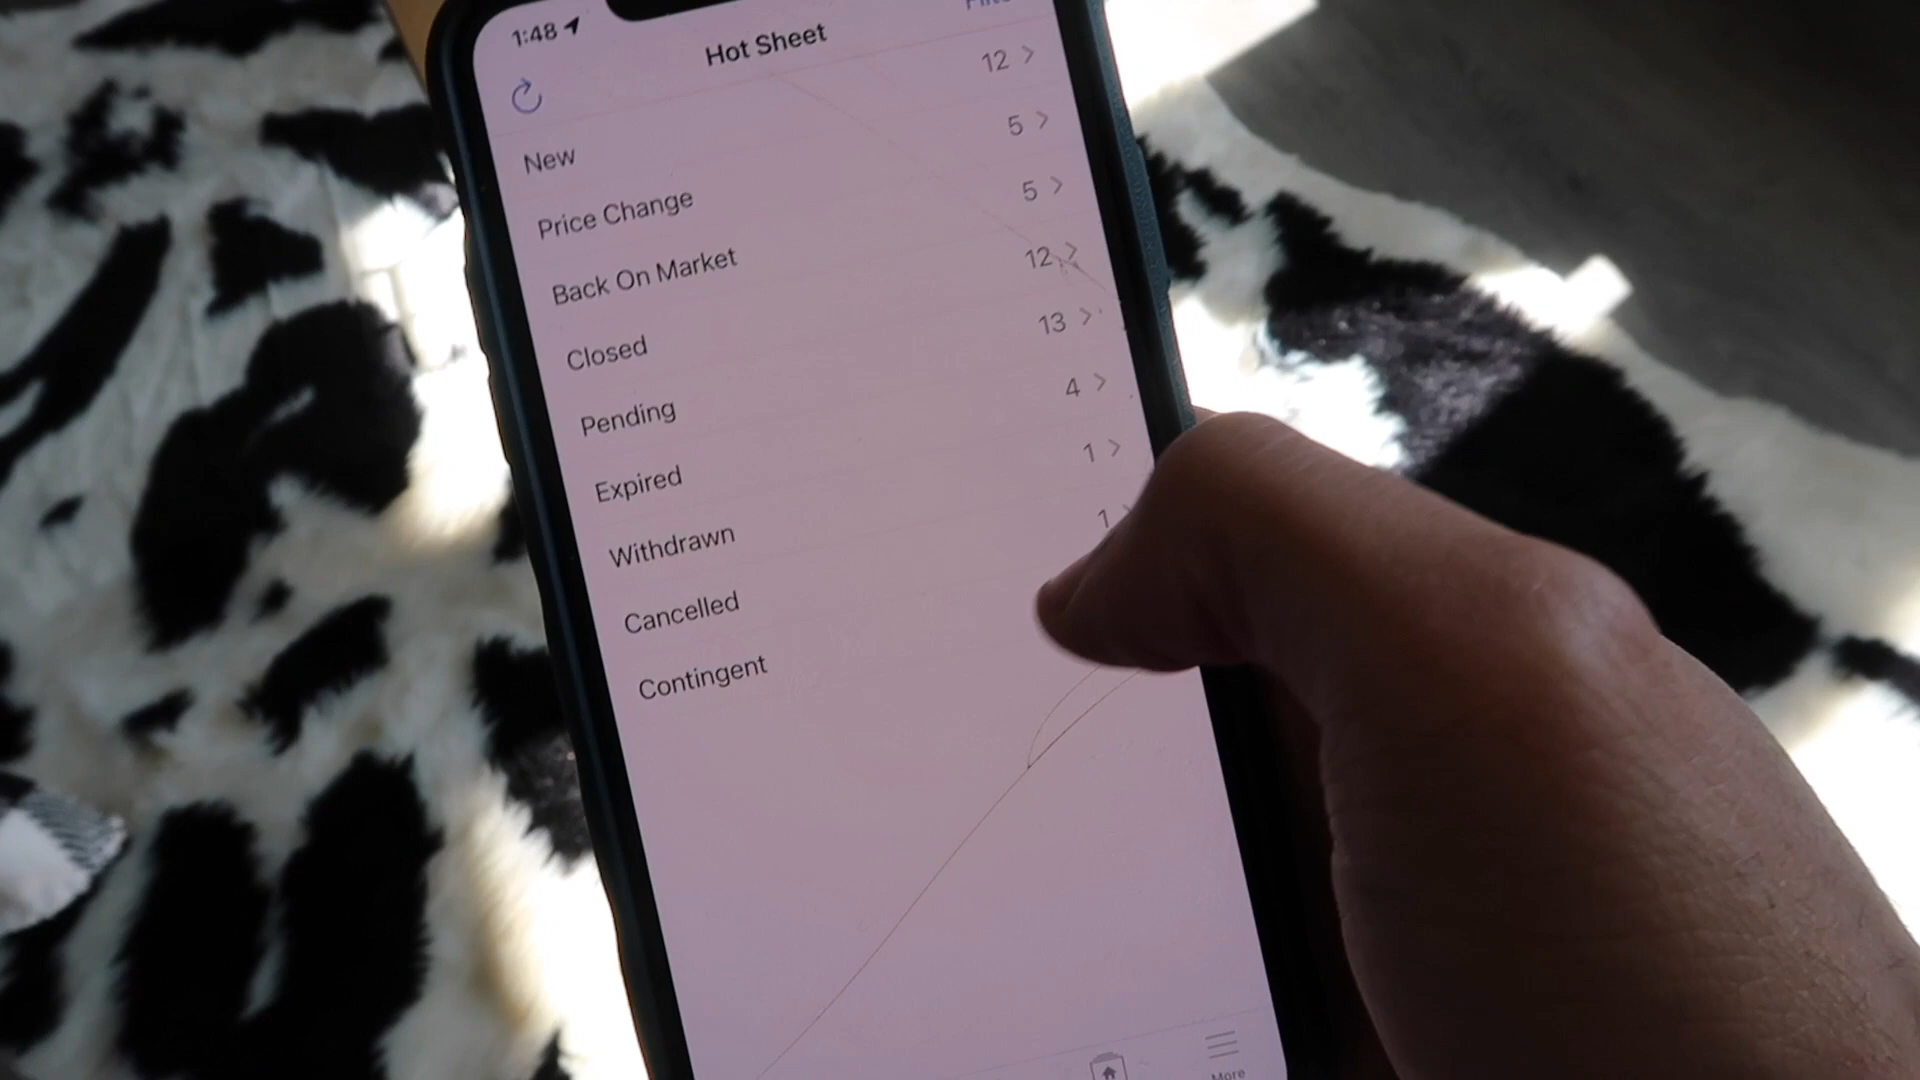 1:48
Hot Sheet
New 12
Price Change 5
Back On Market 5
Closed 12
Pending 13
Expired 4
Withdrawn 1
Cancelled 1
Contingent
More